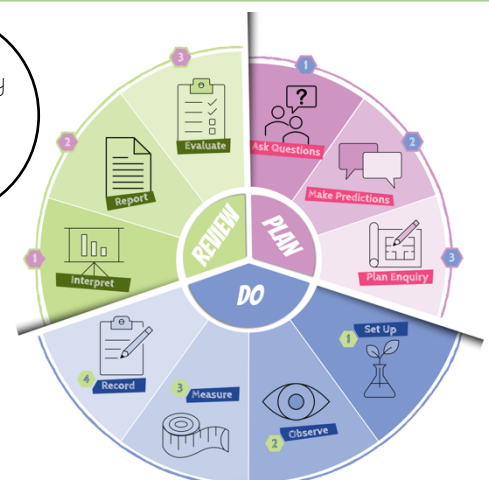 y
3
1
Evaluate
?
Ask Questions
2
2
Report
Make Predictions
REVIEW
PLAN
1
3
Interpret
Plan Enquiry
DO
1
Set Up
4
Record
3
Measure
2
Observe